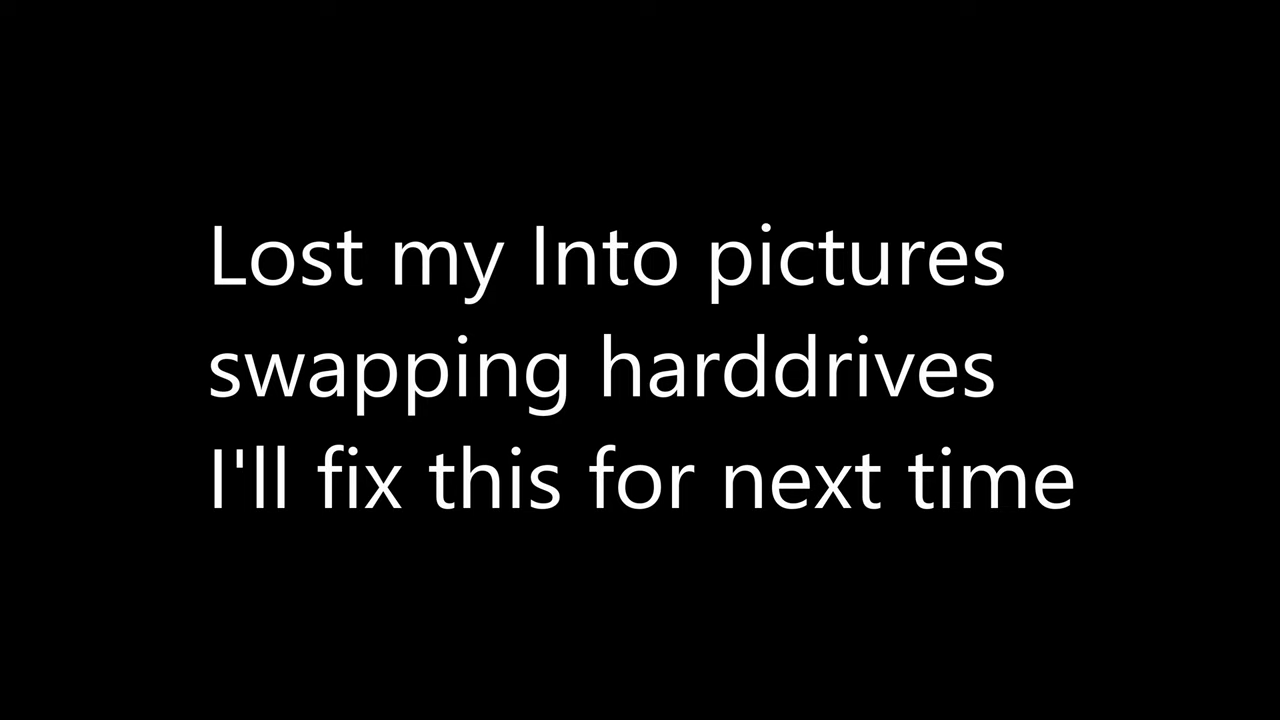 Lost my Into pictures
swapping harddrives
I'll fix this for next time